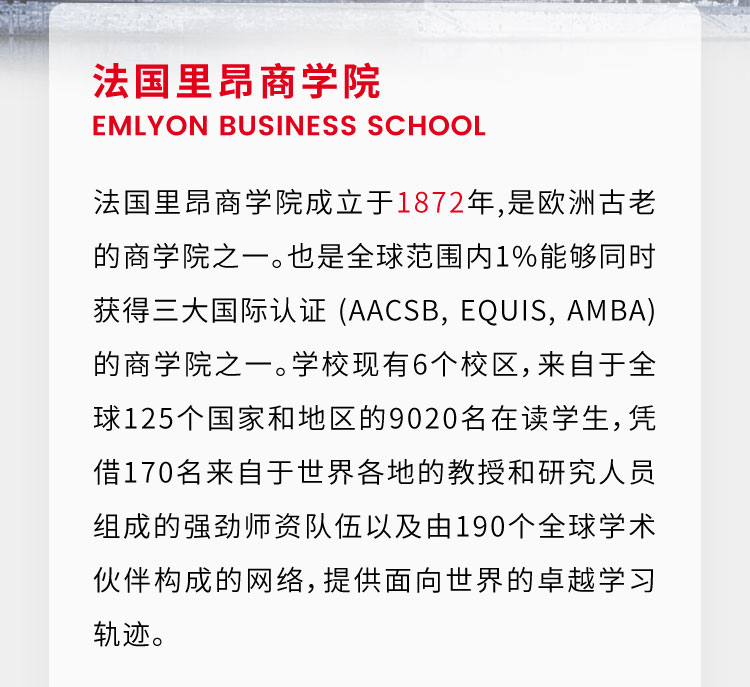 法国里昂商学院
EMLYON BUSINESS SCHOOL
法国里昂商学院成立于1872年,是欧洲古老
的商学院之一。也是全球范围内1%能够同时
获得三大国际认证 (AACSB, EQUIS, AMBA)
的商学院之一。学校现有6个校区，来自于全
球125个国家和地区的9020名在读学生，凭
借170名来自于世界各地的教授和研究人员
组成的强劲师资队伍以及由190个全球学术
伙伴构成的网络，提供面向世界的卓越学习
轨迹。